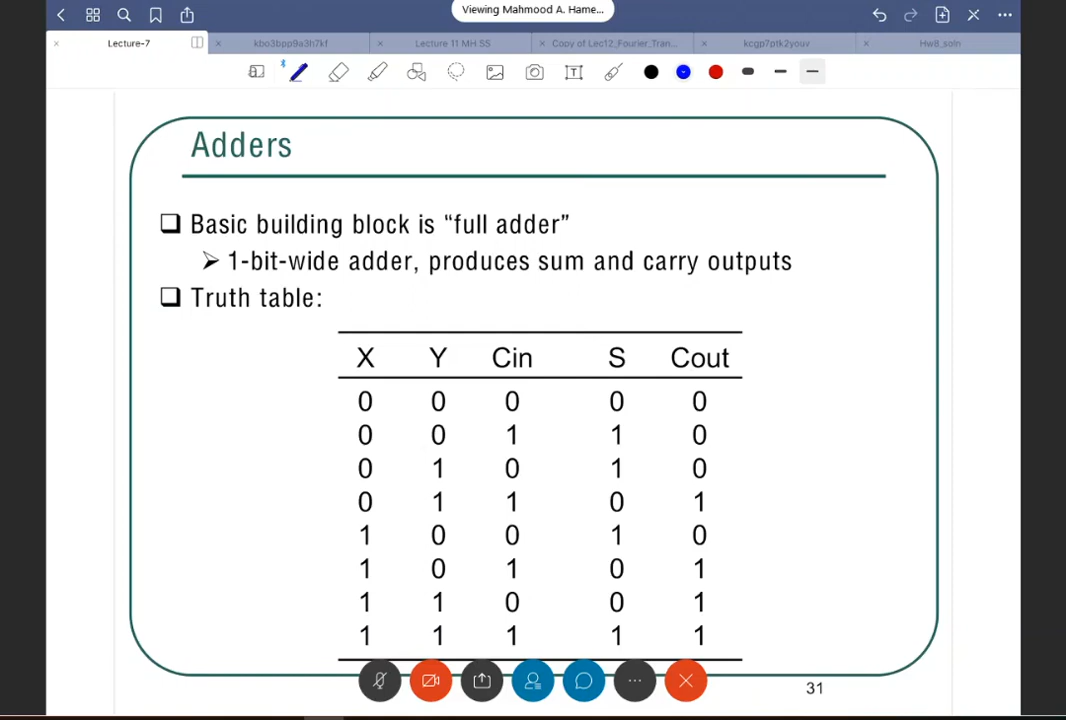 Viewing Mahmood A. Hame...
Lecture-7
kbo3bpp9a3h7kf
Lecture 11 MH SS
Copy of Lec12_Fourier_Tran...
kcgp7ptk2youv
Hw8_soln
Adders
Basic building block is “full adder”
1-bit-wide adder, produces sum and carry outputs
Truth table:
X Y Cin S Cout
0 0 0 0 0
0 0 1 1 0
0 1 0 1 0
0 1 1 0 1
1 0 0 1 0
1 0 1 0 1
1 1 0 0 1
1 1 1 1 1
31